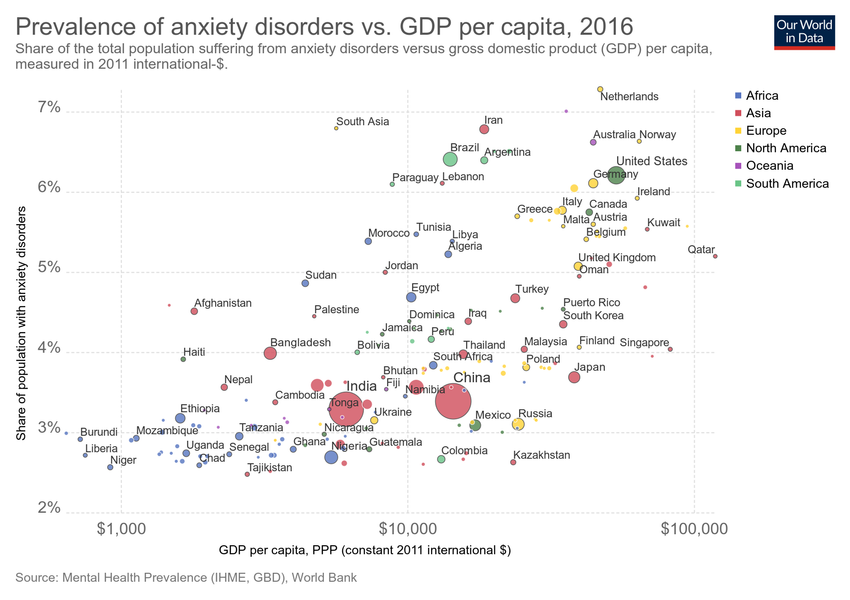 Prevalence of anxiety disorders vs. GDP per capita, 2016
Share of the total population suffering from anxiety disorders versus gross domestic product (GDP) per capita,
measured in 2011 international-$.
Our World
in Data
7%
6%
5%
4%
3%
2%
Share of population with anxiety disorders
Netherlands
South Asia
Iran
Australia
Norway
Brazil
Argentina
United States
Paraguay
Lebanon
Germany
Ireland
Greece
Italy
Canada
Malta
Austria
Kuwait
Belgium
Morocco
Tunisia
Libya
Algeria
Qatar
Jordan
United Kingdom
Oman
Sudan
Egypt
Turkey
Afghanistan
Palestine
Dominica
Iraq
Puerto Rico
South Korea
Jamaica
Peru
Haiti
Bangladesh
Bolivia
Thailand
Malaysia
Finland
Singapore
South Africa
Poland
Nepal
Bhutan
Fiji
India
Namibia
China
Japan
Cambodia
Tonga
Ethiopia
Ukraine
Mexico
Russia
Burundi
Mozambique
Tanzania
Nicaragua
Liberia
Uganda
Senegal
Ghana
Nigeria
Guatemala
Niger
Chad
Tajikistan
Colombia
Kazakhstan
$1,000
$10,000
$100,000
GDP per capita, PPP (constant 2011 international $)
Africa
Asia
Europe
North America
Oceania
South America
Source: Mental Health Prevalence (IHME, GBD), World Bank